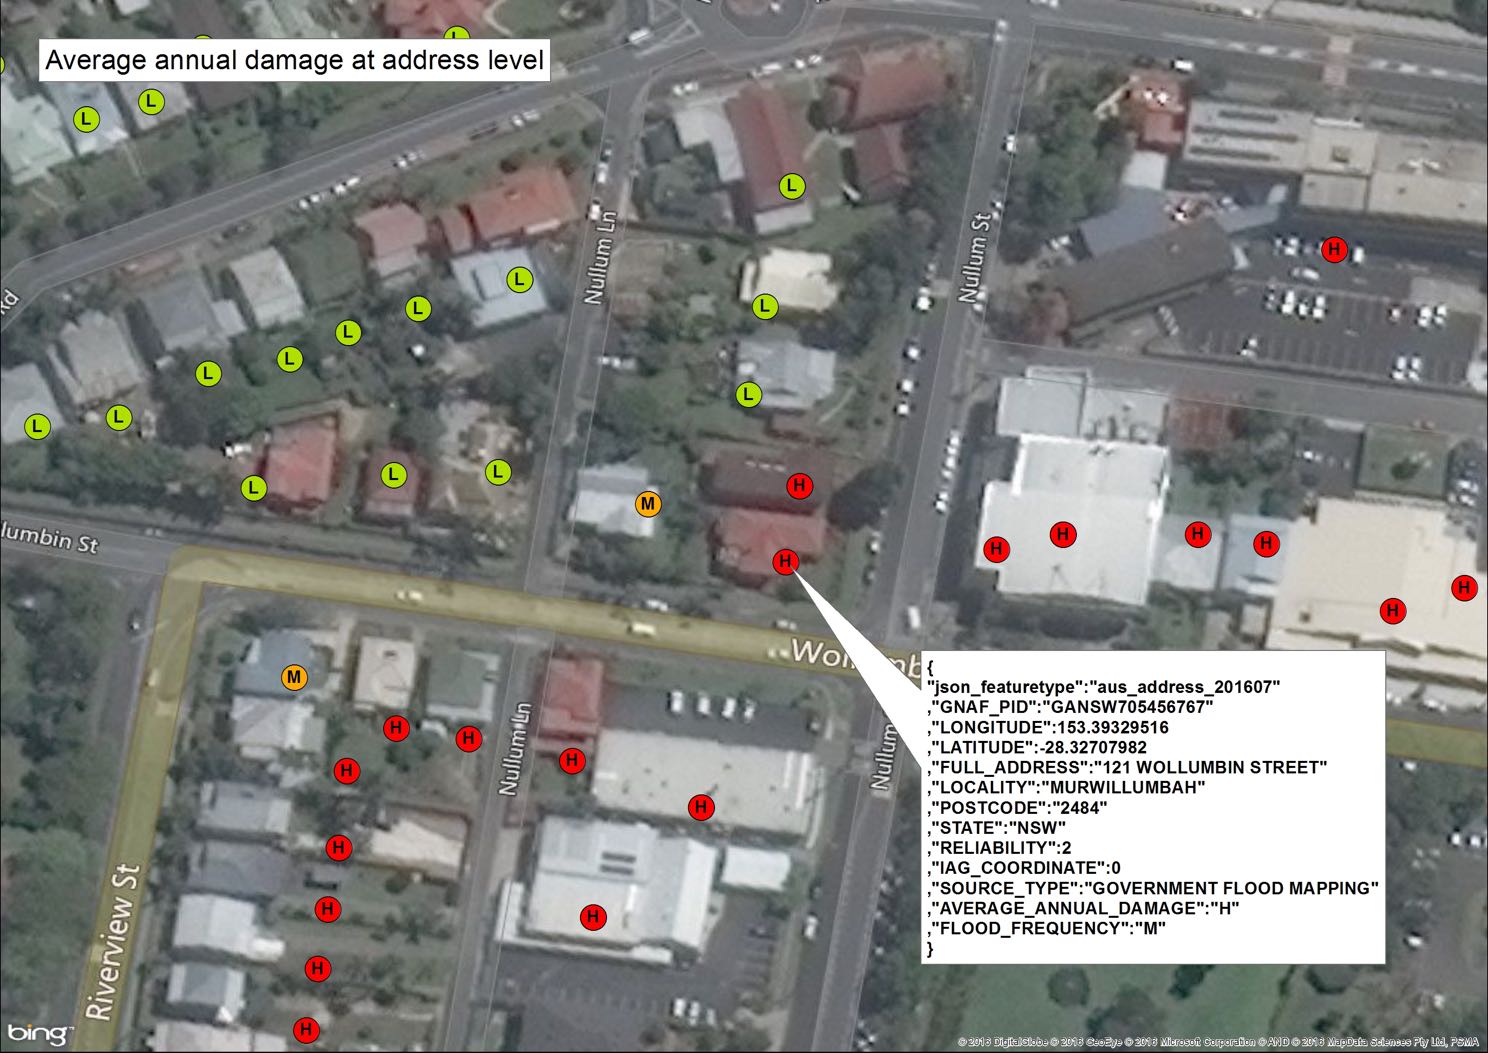 L
Average annual damage at address level
L
L
L
Nullum Ln
Nullum St
H
L
L
L
L
L
L
L
L
L
L
L
L
L
H
M
H
H
H
H
H
H
H
lumbin St
Wollumb
M
H
H
H
H
H
H
H
H
H
H
H
Nullum Ln
Nullum
Riverview St
{
"json_featuretype":"aus_address_201607"
,"GNAF_PID":"GANSW705456767"
,"LONGITUDE":153.39329516
,"LATITUDE":-28.32707982
,"FULL_ADDRESS":"121 WOLLUMBIN STREET"
,"LOCALITY":"MURWILLUMBAH"
,"POSTCODE":"2484"
,"STATE":"NSW"
,"RELIABILITY":2
,"IAG_COORDINATE":0
,"SOURCE_TYPE":"GOVERNMENT FLOOD MAPPING"
,"AVERAGE_ANNUAL_DAMAGE":"H"
,"FLOOD_FREQUENCY":"M"
}
bing
© 2016 DigitalGlobe © 2016 GeoEye © 2016 Microsoft Corporation © AND © 2016 MapData Sciences Pty Ltd, PSMA